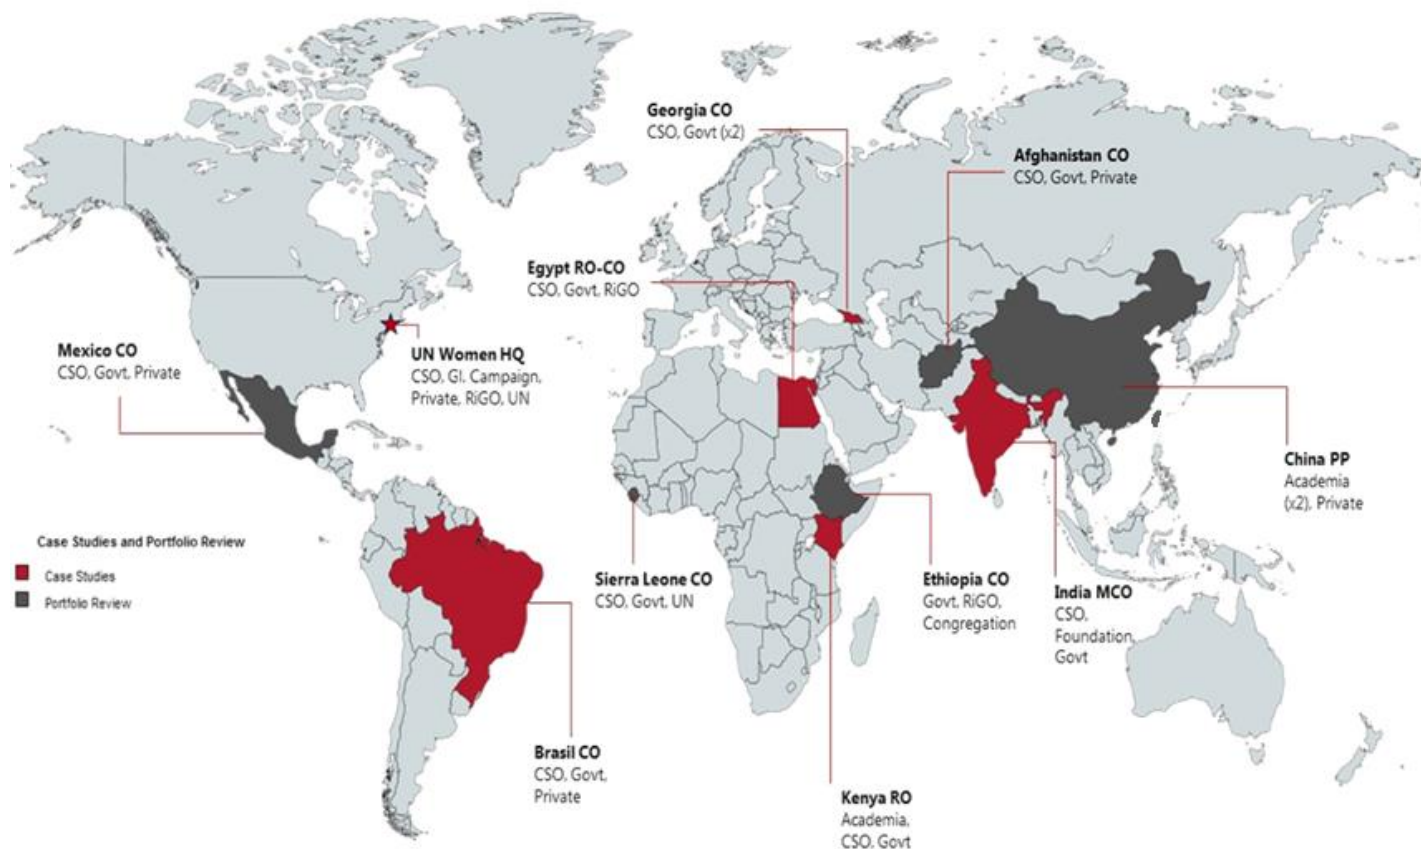 Georgia CO
CSO, Govt (x2)
Afghanistan CO
CSO, Govt, Private
Egypt RO-CO
CSO, Govt, RiGO
Mexico CO
CSO, Govt, Private
UN Women HQ
CSO, GI, Campaign,
Private, RiGO, UN
China PP
Academia
(x2), Private
Case Studies and Portfolio Review
Case Studies
Portfolio Review
Sierra Leone CO
CSO, Govt, UN
Ethiopia CO
Govt, RiGO,
Congregation
India MCO
CSO,
Foundation,
Govt
Brasil CO
CSO, Govt,
Private
Kenya RO
Academia,
CSO, Govt